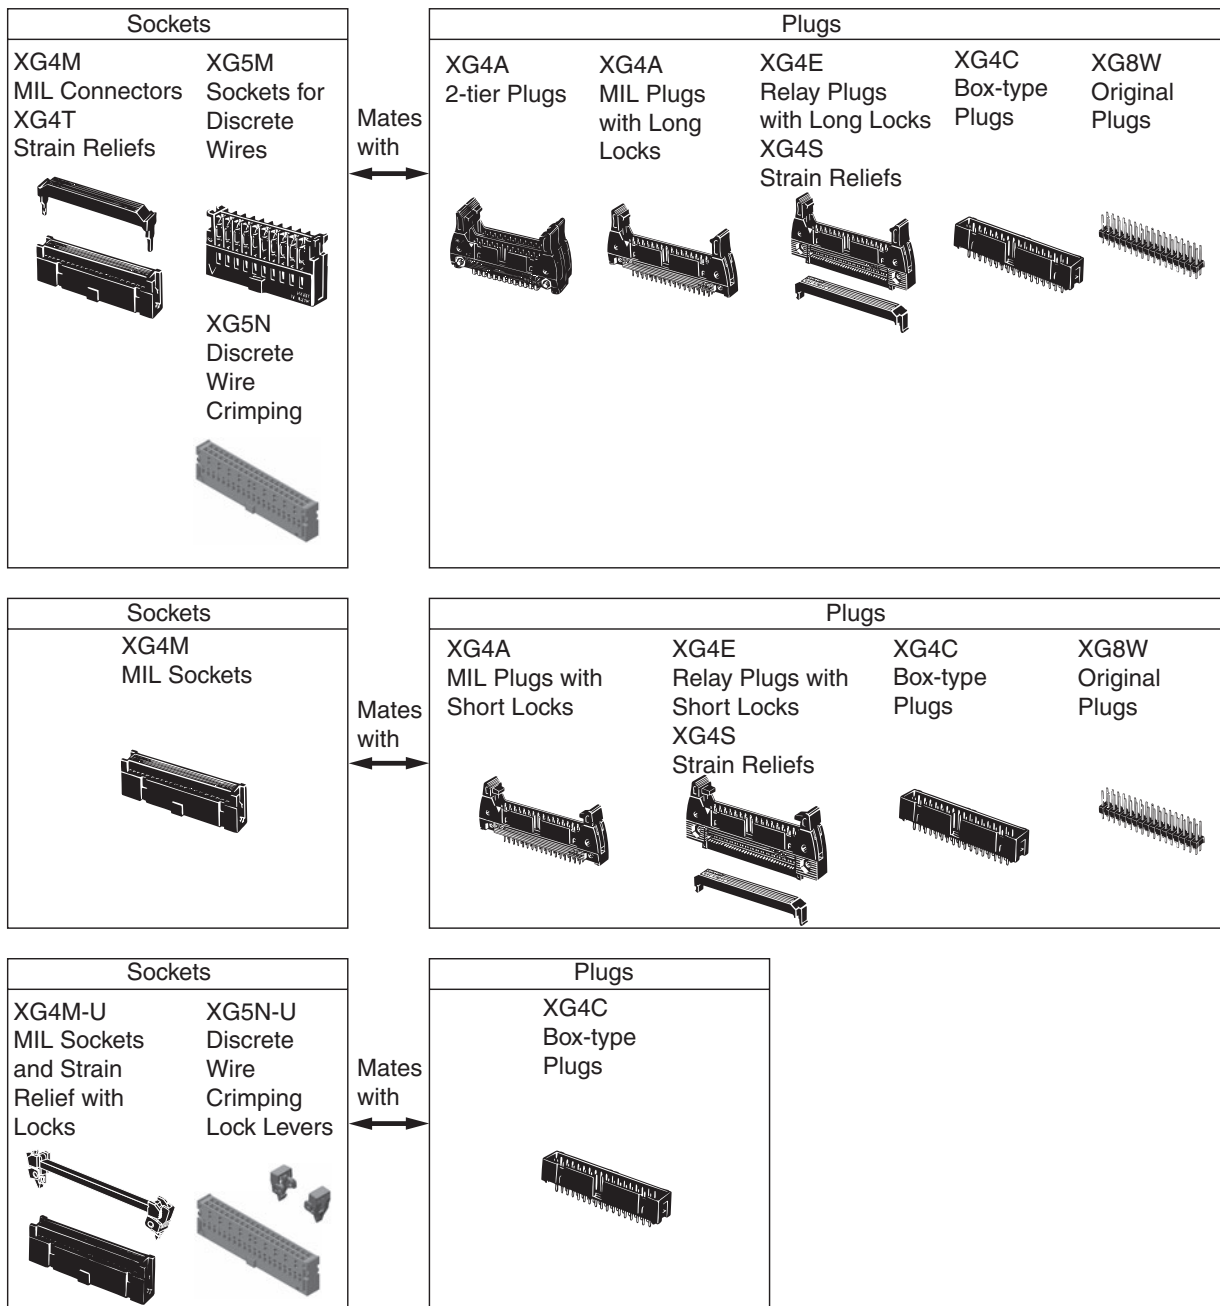 Sockets
XG4M
MIL Connectors
XG4T
Strain Reliefs
XG5M
Sockets for
Discrete
Wires
XG5N
Discrete
Wire
Crimping
Mates
with
Plugs
XG4A
2-tier Plugs
XG4A
MIL Plugs
with Long
Locks
XG4E
Relay Plugs
with Long Locks
XG4S
Strain Reliefs
XG4C
Box-type
Plugs
XG8W
Original
Plugs
Sockets
XG4M
MIL Sockets
Mates
with
Plugs
XG4A
MIL Plugs with
Short Locks
XG4E
Relay Plugs with
Short Locks
XG4S
Strain Reliefs
XG4C
Box-type
Plugs
XG8W
Original
Plugs
Sockets
XG4M-U
MIL Sockets
and Strain
Relief with
Locks
XG5N-U
Discrete
Wire
Crimping
Lock Levers
Mates
with
Plugs
XG4C
Box-type
Plugs